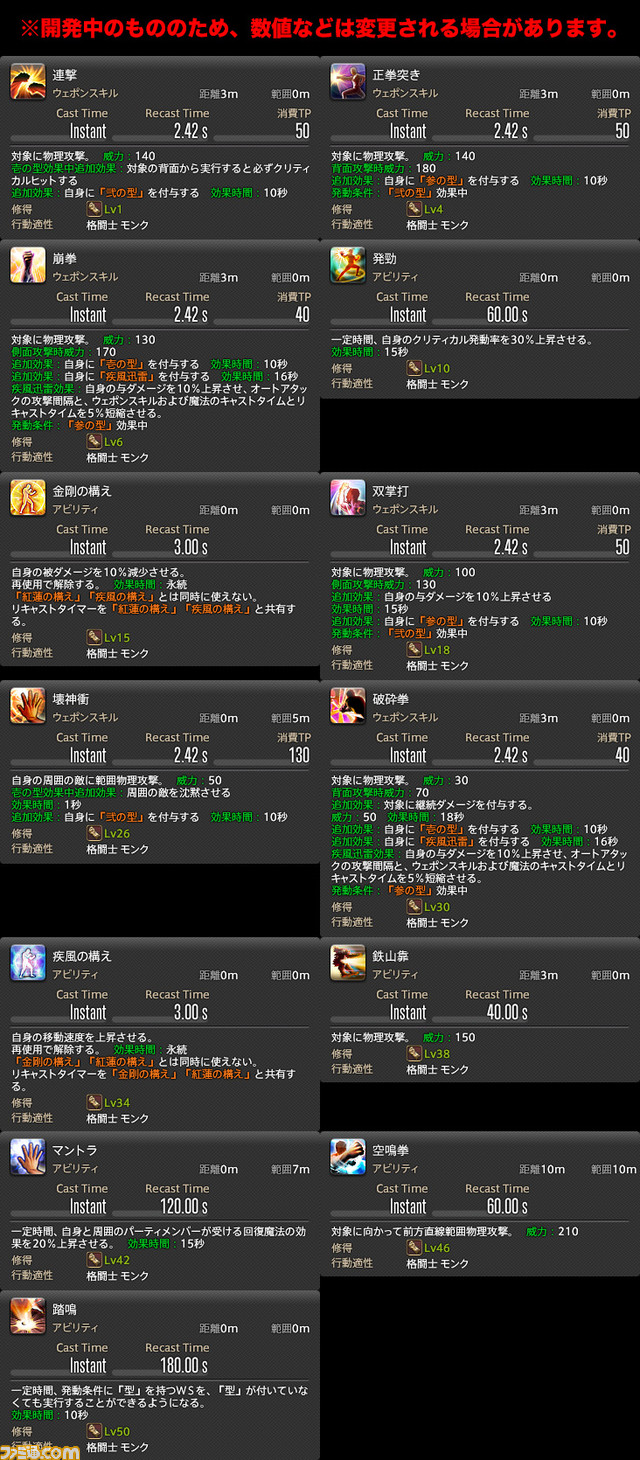 ※開発中のもののため、数値などは変更される場合があります。
連撃
ウェポンスキル 距離3m 範囲0m
Cast Time Recast Time 消費TP
Instant 2.42 s 50
対象に物理攻撃。 威力：140
壱の型効果中追加効果：対象の背面から実行すると必ずクリティ
カルヒットする
追加効果：自身に「弐の型」を付与する 効果時間：10秒
修得 Lv1
行動適性 格闘士 モンク
正拳突き
ウェポンスキル 距離3m 範囲0m
Cast Time Recast Time 消費TP
Instant 2.42 s 50
対象に物理攻撃。 威力：140
背面攻撃時威力：180
追加効果：自身に「参の型」を付与する 効果時間：10秒
発動条件：「弐の型」効果中
修得 Lv4
行動適性 格闘士 モンク
崩拳
ウェポンスキル 距離3m 範囲0m
Cast Time Recast Time 消費TP
Instant 2.42 s 40
対象に物理攻撃。 威力：130
側面攻撃時威力：170
追加効果：自身に「壱の型」を付与する 効果時間：10秒
追加効果：自身に「疾風迅雷」を付与する 効果時間：16秒
疾風迅雷効果：自身の与ダメージを10％上昇させ、オートアタッ
クの攻撃間隔と、ウェポンスキルおよび魔法のキャストタイムとリ
キャストタイムを5％短縮させる。
発動条件：「参の型」効果中
修得 Lv6
行動適性 格闘士 モンク
発勁
アビリティ 距離0m 範囲0m
Cast Time Recast Time
Instant 60.00 s
一定時間、自身のクリティカル発動率を30％上昇させる。
効果時間：15秒
修得 Lv10
行動適性 格闘士 モンク
金剛の構え
アビリティ 距離0m 範囲0m
Cast Time Recast Time
Instant 3.00 s
自身の被ダメージを10％減少させる。
再使用で解除する。 効果時間：永続
「紅蓮の構え」「疾風の構え」とは同時に使えない。
リキャストタイマーを「紅蓮の構え」「疾風の構え」と共有す
る。
修得 Lv15
行動適性 格闘士 モンク
双掌打
ウェポンスキル 距離3m 範囲0m
Cast Time Recast Time 消費TP
Instant 2.42 s 50
対象に物理攻撃。 威力：100
側面攻撃時威力：130
追加効果：自身の与ダメージを10％上昇させる
効果時間：15秒
追加効果：自身に「参の型」を付与する 効果時間：10秒
発動条件：「弐の型」効果中
修得 Lv18
行動適性 格闘士 モンク
壊神衝
ウェポンスキル 距離0m 範囲5m
Cast Time Recast Time 消費TP
Instant 2.42 s 130
自身の周囲の敵に範囲物理攻撃。 威力：50
壱の型効果中追加効果：周囲の敵を沈黙させる
効果時間：1秒
追加効果：自身に「弐の型」を付与する 効果時間：10秒
修得 Lv26
行動適性 格闘士 モンク
破砕拳
ウェポンスキル 距離3m 範囲0m
Cast Time Recast Time 消費TP
Instant 2.42 s 40
対象に物理攻撃。 威力：30
背面攻撃時威力：70
追加効果：対象に継続ダメージを付与する。
威力：50 効果時間：18秒
追加効果：自身に「壱の型」を付与する 効果時間：10秒
追加効果：自身に「疾風迅雷」を付与する 効果時間：16秒
疾風迅雷効果：自身の与ダメージを10％上昇させ、オートアタッ
クの攻撃間隔と、ウェポンスキルおよび魔法のキャストタイムとリ
キャストタイムを5％短縮させる。
発動条件：「参の型」効果中
修得 Lv30
行動適性 格闘士 モンク
疾風の構え
アビリティ 距離0m 範囲0m
Cast Time Recast Time
Instant 3.00 s
自身の移動速度を上昇させる。
再使用で解除する。 効果時間：永続
「金剛の構え」「紅蓮の構え」とは同時に使えない。
リキャストタイマーを「金剛の構え」「紅蓮の構え」と共有す
る。
修得 Lv34
行動適性 格闘士 モンク
鉄山靠
アビリティ 距離3m 範囲0m
Cast Time Recast Time
Instant 40.00 s
対象に物理攻撃。 威力：150
修得 Lv38
行動適性 格闘士 モンク
マントラ
アビリティ 距離0m 範囲7m
Cast Time Recast Time
Instant 120.00 s
一定時間、自身と周囲のパーティメンバーが受ける回復魔法の効
果を20％上昇させる。 効果時間：15秒
修得 Lv42
行動適性 格闘士 モンク
空鳴拳
アビリティ 距離10m 範囲10m
Cast Time Recast Time
Instant 60.00 s
対象に向かって前方直線範囲物理攻撃。 威力：210
修得 Lv46
行動適性 格闘士 モンク
踏鳴
アビリティ 距離0m 範囲0m
Cast Time Recast Time
Instant 180.00 s
一定時間、発動条件に「型」を持つWSを、「型」が付いていな
くても実行することができるようになる。
効果時間：10秒
修得 Lv50
行動適性 格闘士 モンク
ファミ通.com